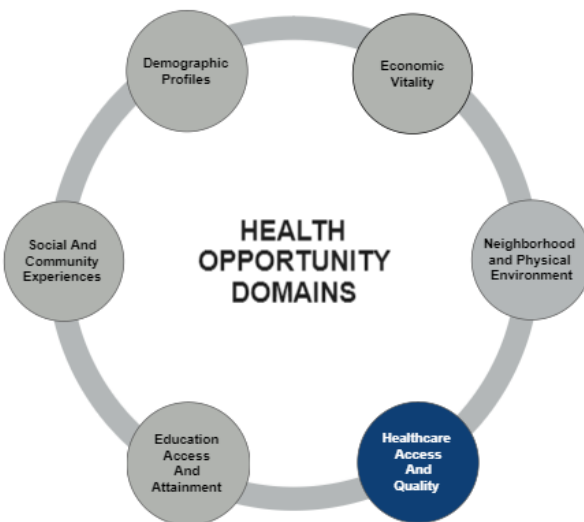 Demographic
Profiles
Economic
Vitality
Social And
Community
Experiences
HEALTH
OPPORTUNITY
DOMAINS
Neighborhood
and Physical
Environment
Education
Access
And
Attainment
Healthcare
Access
And
Quality